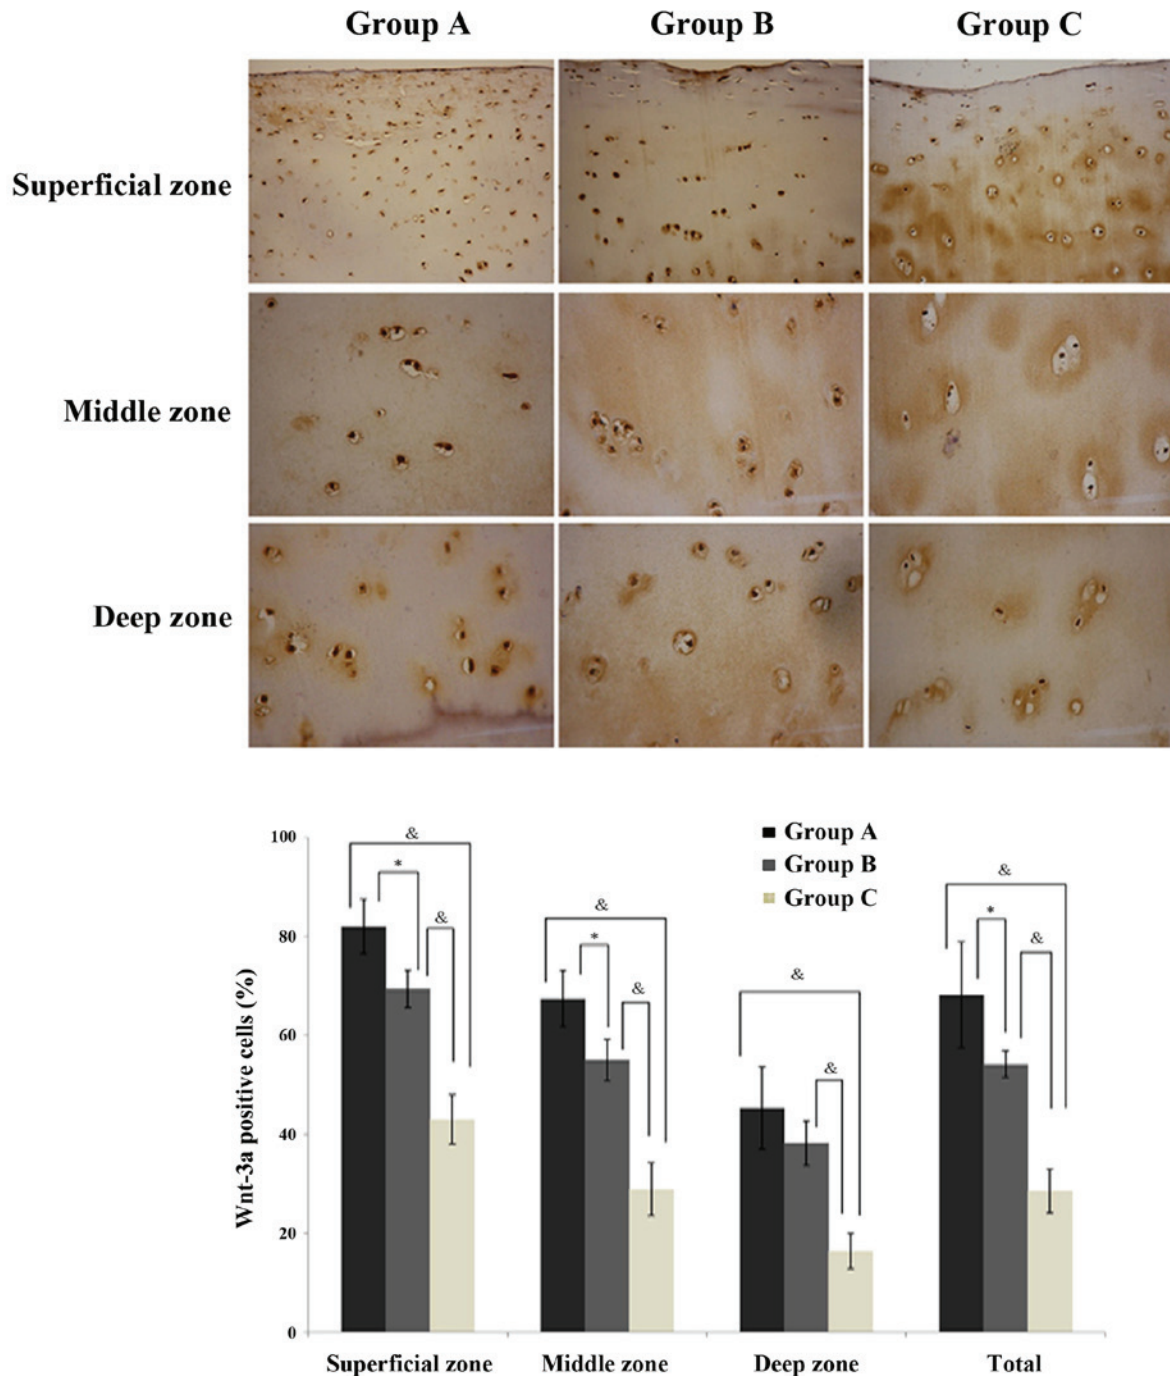 Group A Group B Group C
Superficial zone
Middle zone
Deep zone
Group A
Group B
Group C
Wnt-3a positive cells (%)
100
80
60
40
20
0
&
*
&
&
*
&
&
&
&
*
&
Superficial zone Middle zone Deep zone Total